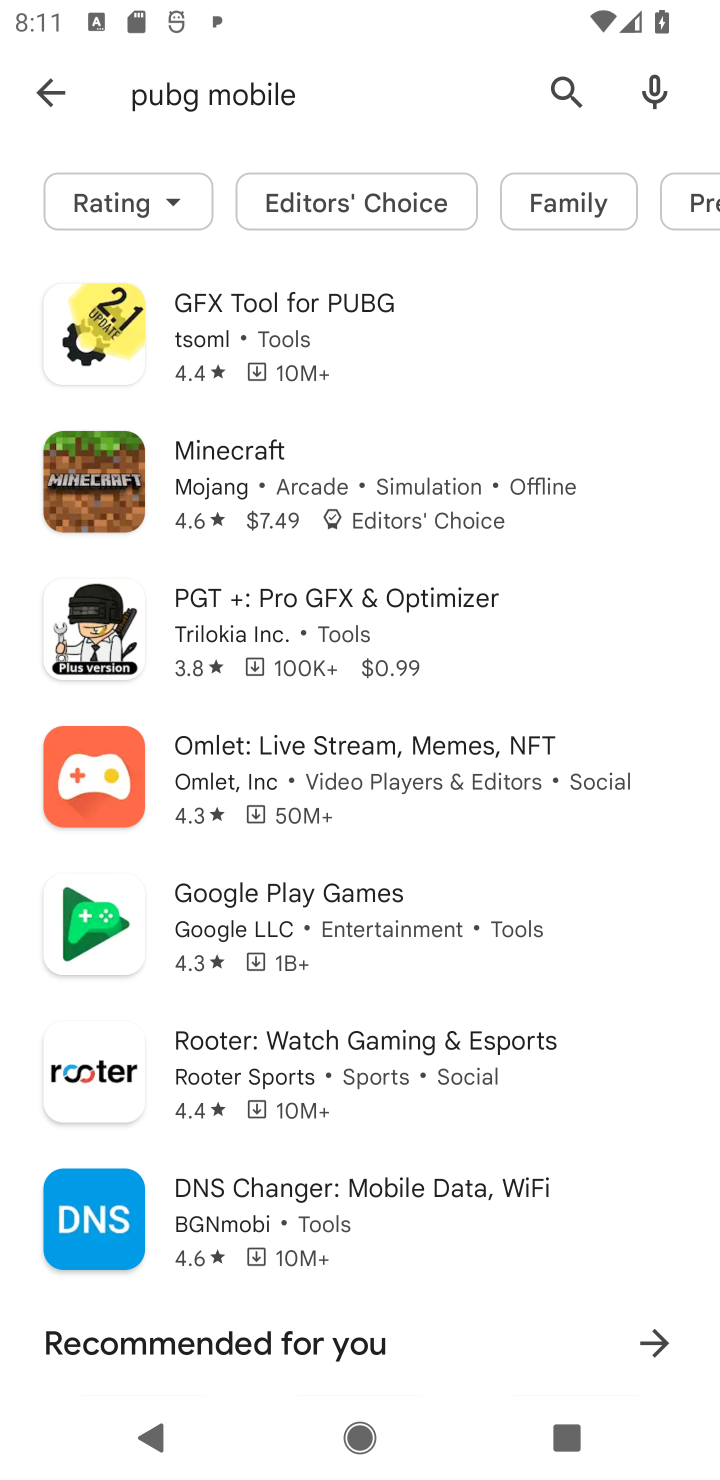 8:11
pubg mobile
Rating
Editors' Choice
Family
Pre
2.1
UPDATE
GFX Tool for PUBG
tsoml • Tools
4.4★ 10M+
MINECRAFT
Minecraft
Mojang • Arcade • Simulation • Offline
4.6★ $7.49 Editors' Choice
Plus version
PGT +: Pro GFX & Optimizer
Trilokia Inc. • Tools
3.8★ 100K+ $0.99
Omlet: Live Stream, Memes, NFT
Omlet, Inc • Video Players & Editors • Social
4.3★ 50M+
Google Play Games
Google LLC • Entertainment • Tools
4.3★ 1B+
rooter
Rooter: Watch Gaming & Esports
Rooter Sports • Sports • Social
4.4★ 10M+
DNS
DNS Changer: Mobile Data, WiFi
BGNmobi • Tools
4.6★ 10M+
Recommended for you